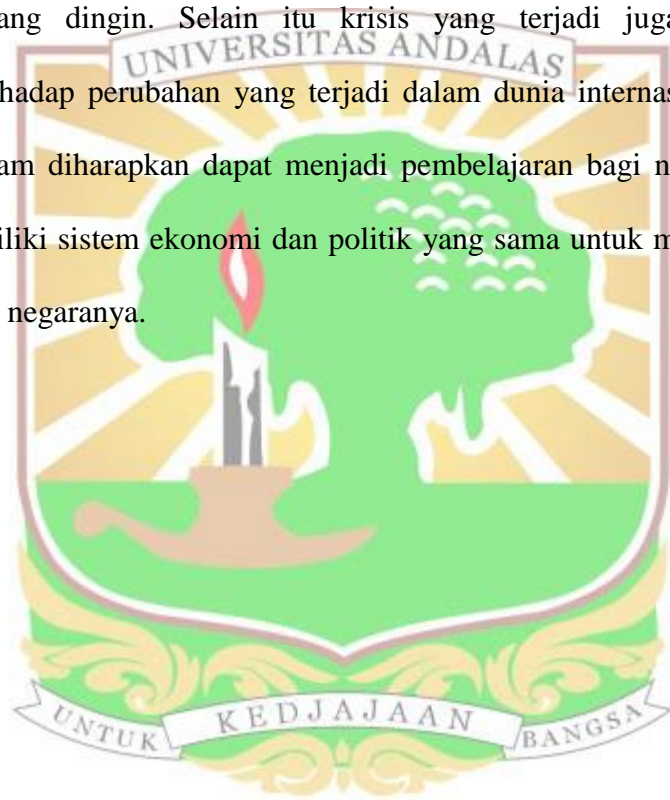 ang dingin. Selain itu krisis yang terjadi juga
UNIVERSITAS ANDALAS
hadap perubahan yang terjadi dalam dunia internas
am diharapkan dapat menjadi pembelajaran bagi n
iliki sistem ekonomi dan politik yang sama untuk m
negaranya.
UNTUK KEDJAJAAN BANGSA